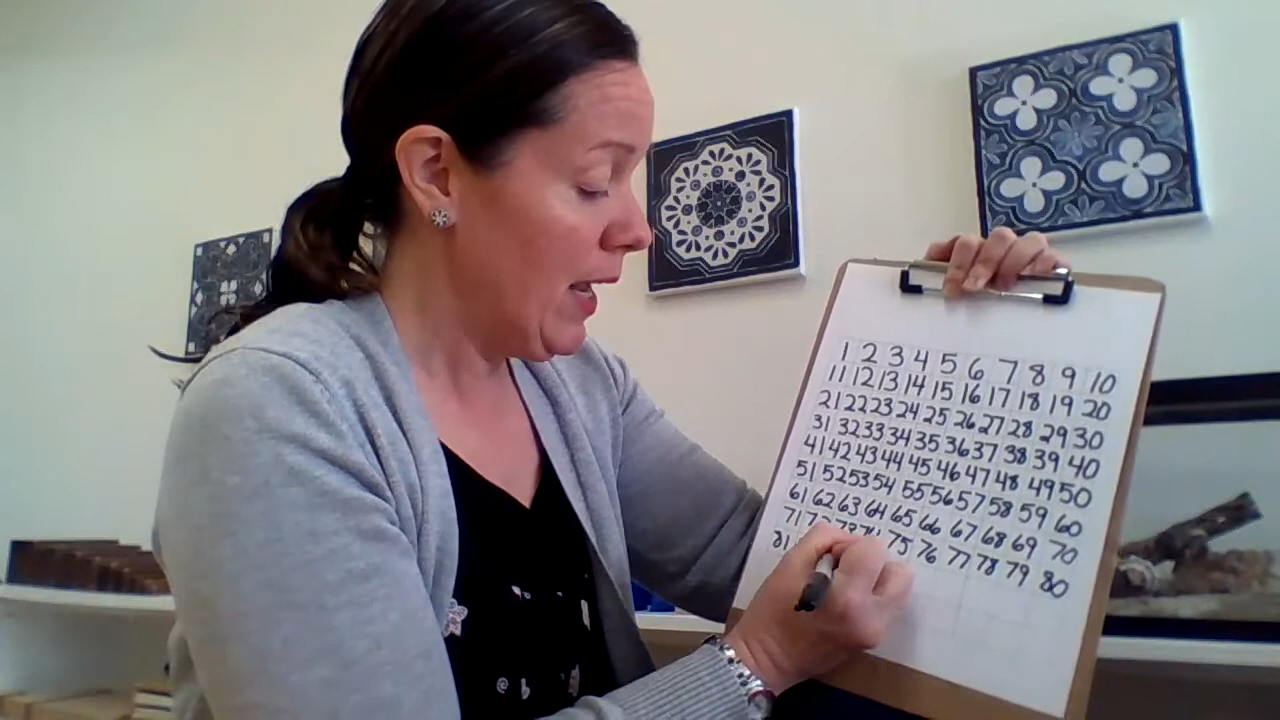 1 2 3 4 5 6 7 8 9 10
11 12 13 14 15 16 17 18 19 20
21 22 23 24 25 26 27 28 29 30
31 32 33 34 35 36 37 38 39 40
41 42 43 44 45 46 47 48 49 50
51 52 53 54 55 56 57 58 59 60
61 62 63 64 65 66 67 68 69 70
71 72 73 74 75 76 77 78 79 80
81